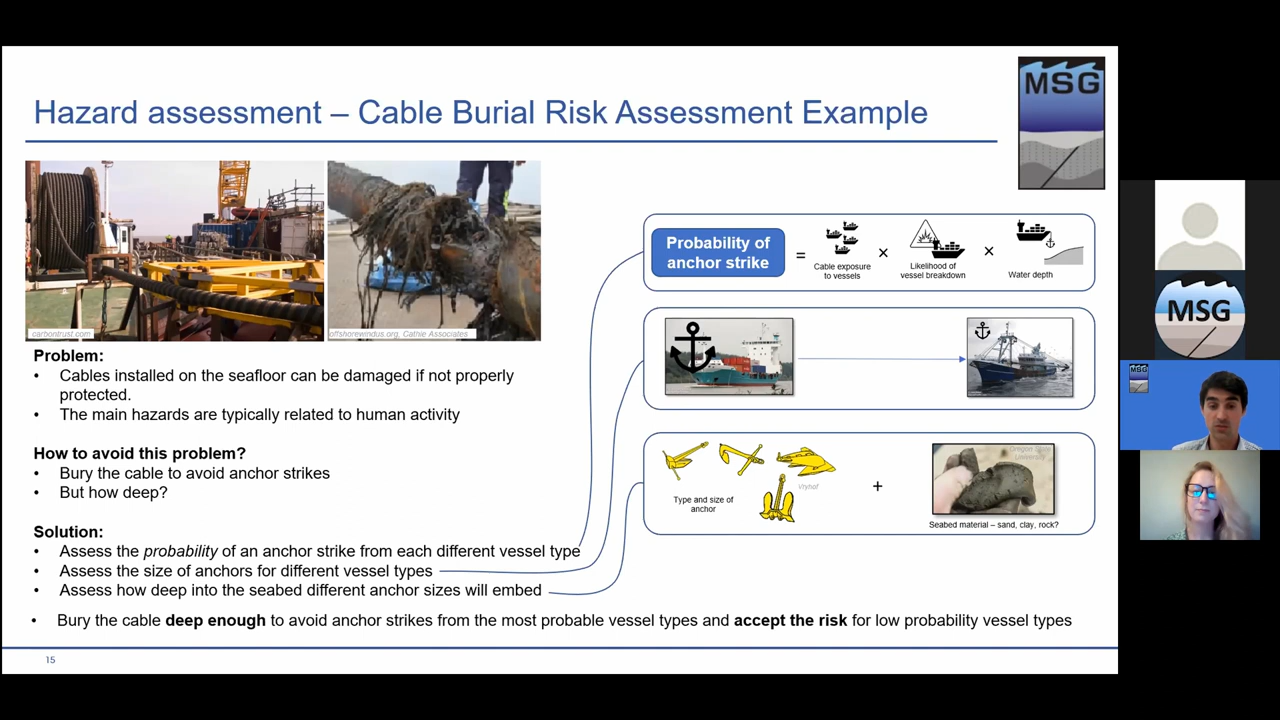 Hazard assessment – Cable Burial Risk Assessment Example
MSG
carbontrust.com
offshorewindus.org, Cathie Associates
Problem:
• Cables installed on the seafloor can be damaged if not properly
protected.
• The main hazards are typically related to human activity
How to avoid this problem?
• Bury the cable to avoid anchor strikes
• But how deep?
Solution:
• Assess the probability of an anchor strike from each different vessel type
• Assess the size of anchors for different vessel types
• Assess how deep into the seabed different anchor sizes will embed
• Bury the cable deep enough to avoid anchor strikes from the most probable vessel types and accept the risk for low probability vessel types
Probability of
anchor strike
=
Cable exposure
to vessels
×
Likelihood of
vessel breakdown
×
Water depth
Type and size of
anchor
Vryhof
+
Oregon State
University
Seabed material – sand, clay, rock?
15
MSG
MSG